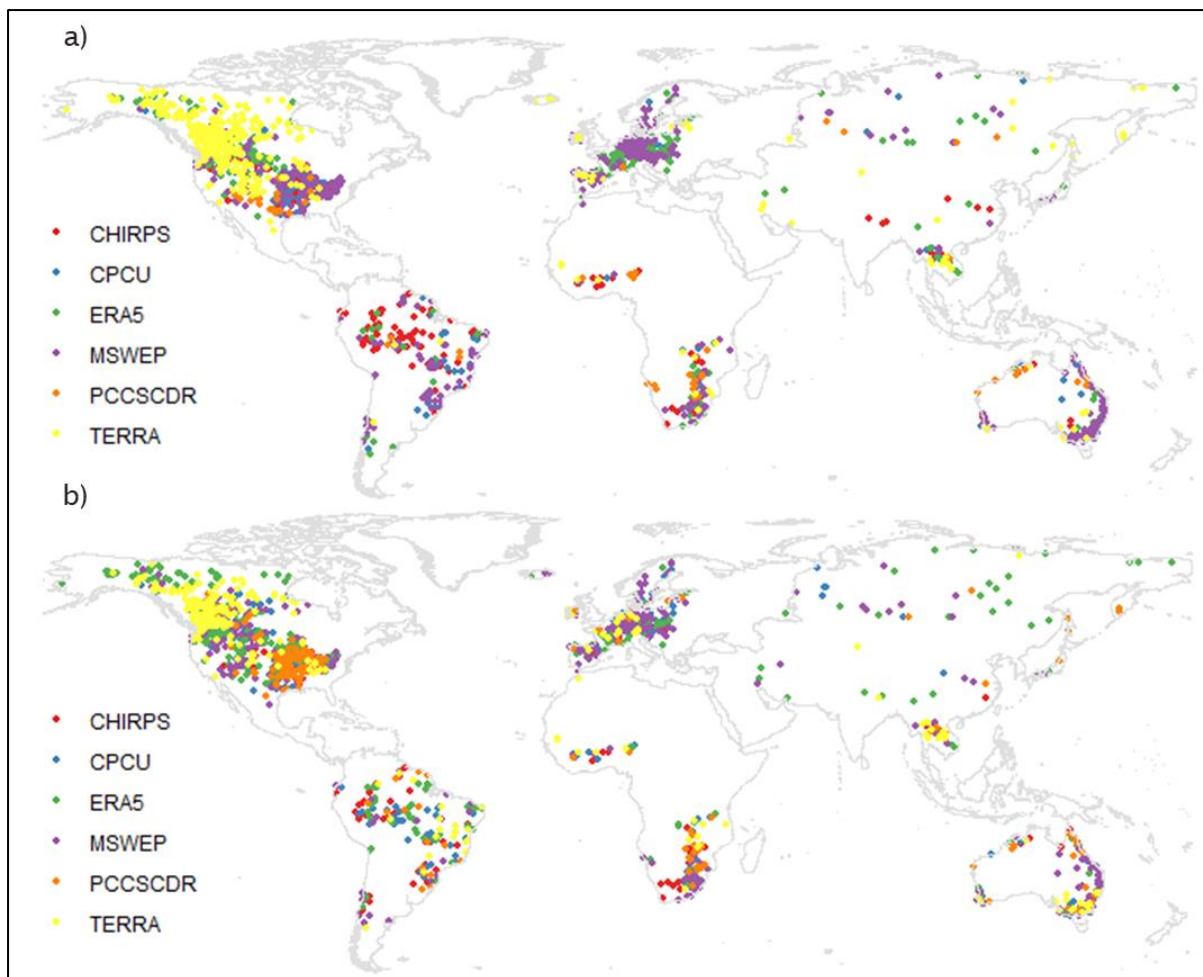 a)
CHIRPS
CPCU
ERA5
MSWEP
PCCSCDR
TERRA
b)
CHIRPS
CPCU
ERA5
MSWEP
PCCSCDR
TERRA